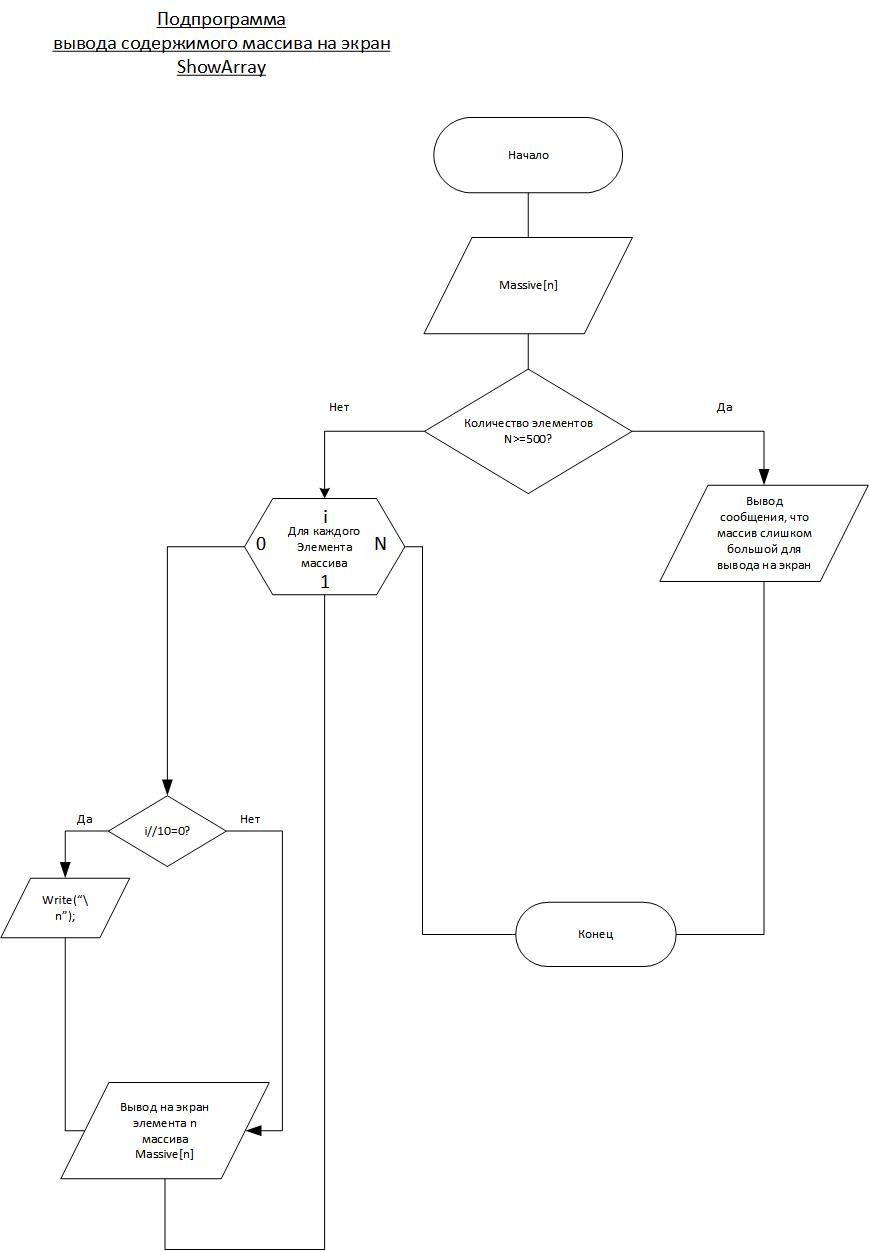 Подпрограмма
вывода содержимого массива на экран
ShowArray
Начало
Massive[n]
Количество элементов
N>=500?
Нет
Да
Вывод
сообщения, что
массив слишком
большой для
вывода на экран
i
Для каждого
Элемента
массива
0
N
1
i//10=0?
Да
Нет
Write(“\
n”);
Конец
Вывод на экран
элемента n
массива
Massive[n]